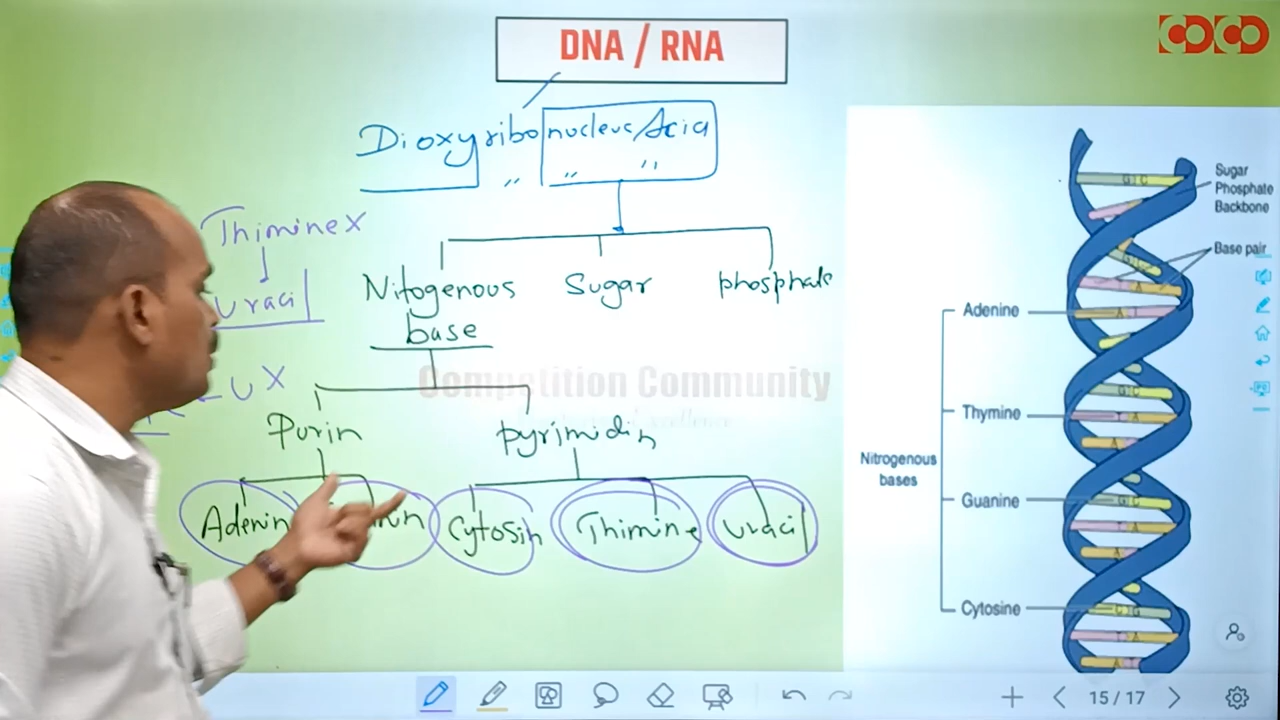 DNA / RNA
COCO
Dioxyribo nucleus Acid
" " "
Thimine X
Uracil
Nitogenous Sugar phosphate
base
U X
Competition Community
Purin pyrimidin
Adenin Cytosin Thimine Uracil
Sugar
Phosphate
Backbone
Base pair
Adenine
Thymine
Nitrogenous
bases
Guanine
Cytosine
G C
A
15 / 17